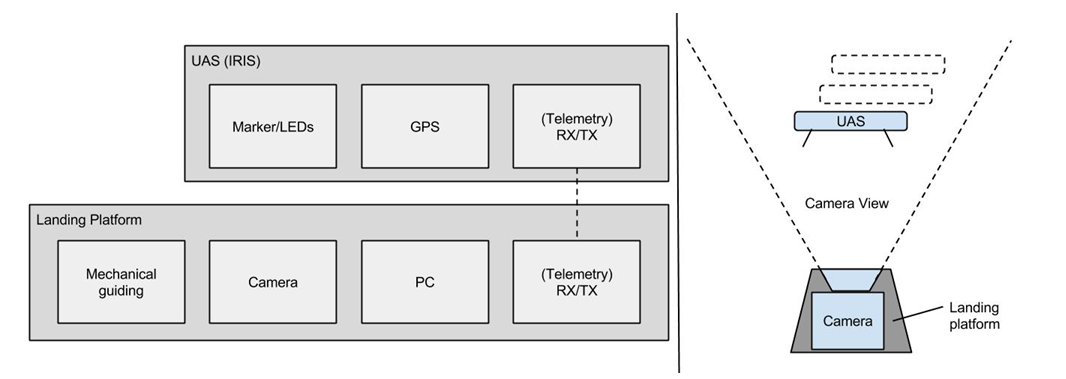 UAS (IRIS)
Marker/LEDs
GPS
(Telemetry)
RX/TX
Landing Platform
Mechanical
guiding
Camera
PC
(Telemetry)
RX/TX
UAS
Camera View
Camera
Landing
platform